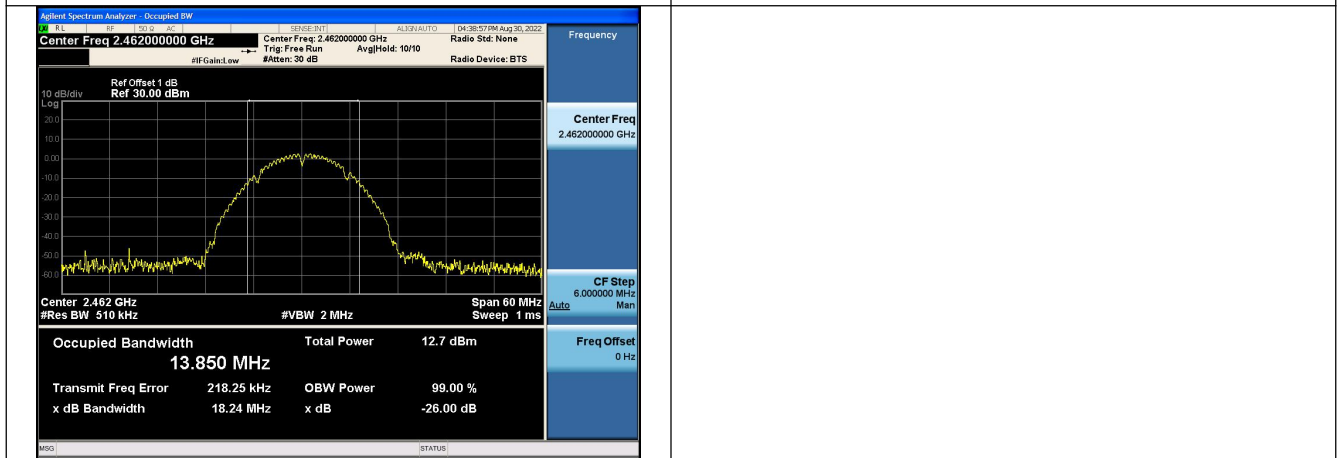 Agilent Spectrum Analyzer - Occupied BW
RL RF 50 Ω AC SENSE:INT ALIGN AUTO 04:38:57 PM Aug 30, 2022
Center Freq 2.462000000 GHz
Center Freq: 2.462000000 GHz
Radio Std: None
Trig: Free Run Avg|Hold: 10/10
#IFGain:Low #Atten: 30 dB Radio Device: BTS
Frequency
Ref Offset 1 dB
10 dB/div Ref 30.00 dBm
Log
20.0
10.0
0.00
-10.0
-20.0
-30.0
-40.0
-50.0
-60.0
Center Freq
2.462000000 GHz
CF Step
6.000000 MHz
Auto Man
Center 2.462 GHz Span 60 MHz
#Res BW 510 kHz #VBW 2 MHz Sweep 1 ms
Freq Offset
0 Hz
Occupied Bandwidth Total Power 12.7 dBm
13.850 MHz
Transmit Freq Error 218.25 kHz OBW Power 99.00 %
x dB Bandwidth 18.24 MHz x dB -26.00 dB
MSG STATUS